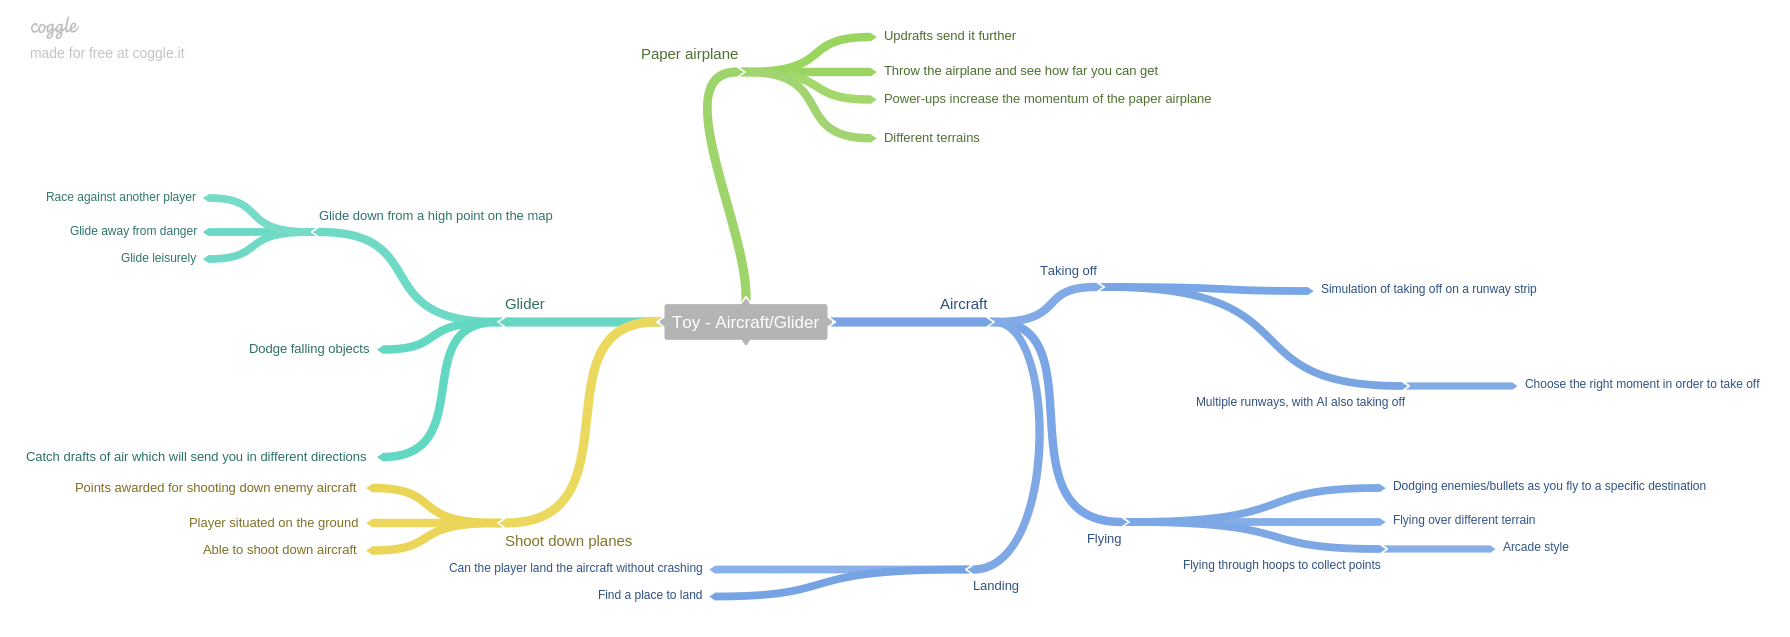 coggle
made for free at coggle.it
Paper airplane
Updrafts send it further
Throw the airplane and see how far you can get
Power-ups increase the momentum of the paper airplane
Different terrains
Race against another player
Glide down from a high point on the map
Glide away from danger
Glide leisurely
Glider
Toy - Aircraft/Glider
Aircraft
Taking off
Simulation of taking off on a runway strip
Dodge falling objects
Multiple runways, with AI also taking off
Choose the right moment in order to take off
Catch drafts of air which will send you in different directions
Points awarded for shooting down enemy aircraft
Player situated on the ground
Able to shoot down aircraft
Shoot down planes
Flying
Dodging enemies/bullets as you fly to a specific destination
Flying over different terrain
Flying through hoops to collect points
Arcade style
Can the player land the aircraft without crashing
Find a place to land
Landing